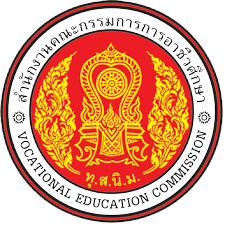 สำนักงานคณะกรรมการการอาชีวศึกษา
ทุ.ส.นิ.ม.
VOCATIONAL EDUCATION COMMISSION